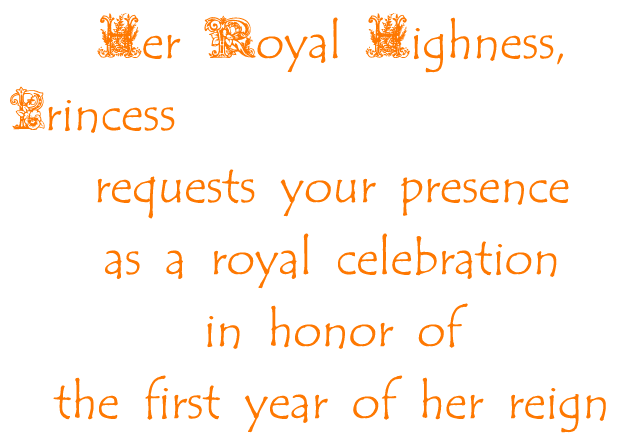 Her Royal Highness,
Princess
requests your presence
as a royal celebration
in honor of
the first year of her reign